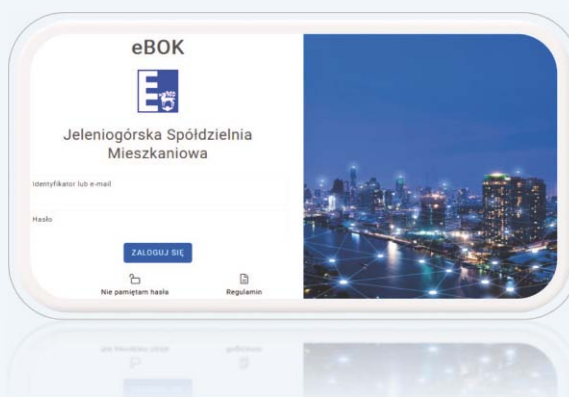 eBOK
Jeleniogórska Spółdzielnia
Mieszkaniowa
Identyfikator lub e-mail
Hasło
ZALOGUJ SIĘ
Nie pamiętam hasła
Regulamin